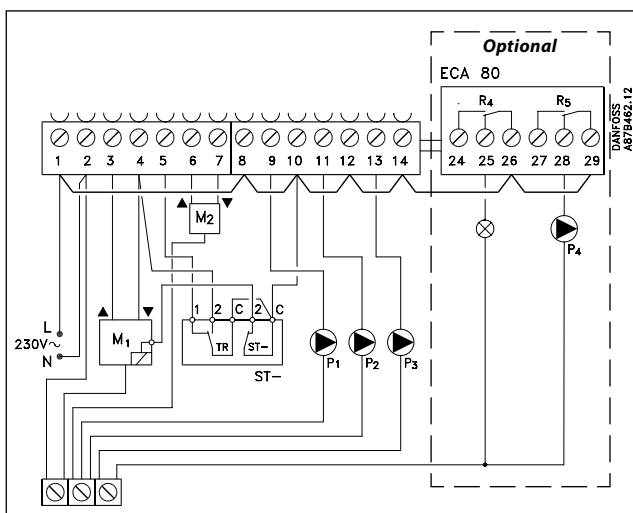 Optional
ECA 80
R4 R5
1 2 3 4 5 6 7 8 9 10 11 12 13 14 24 25 26 27 28 29
DANFOSS
A87B462.12
M2
P4
1 2 C 2 C
L
230V~
N
M1
TR ST-
ST-
P1 P2 P3